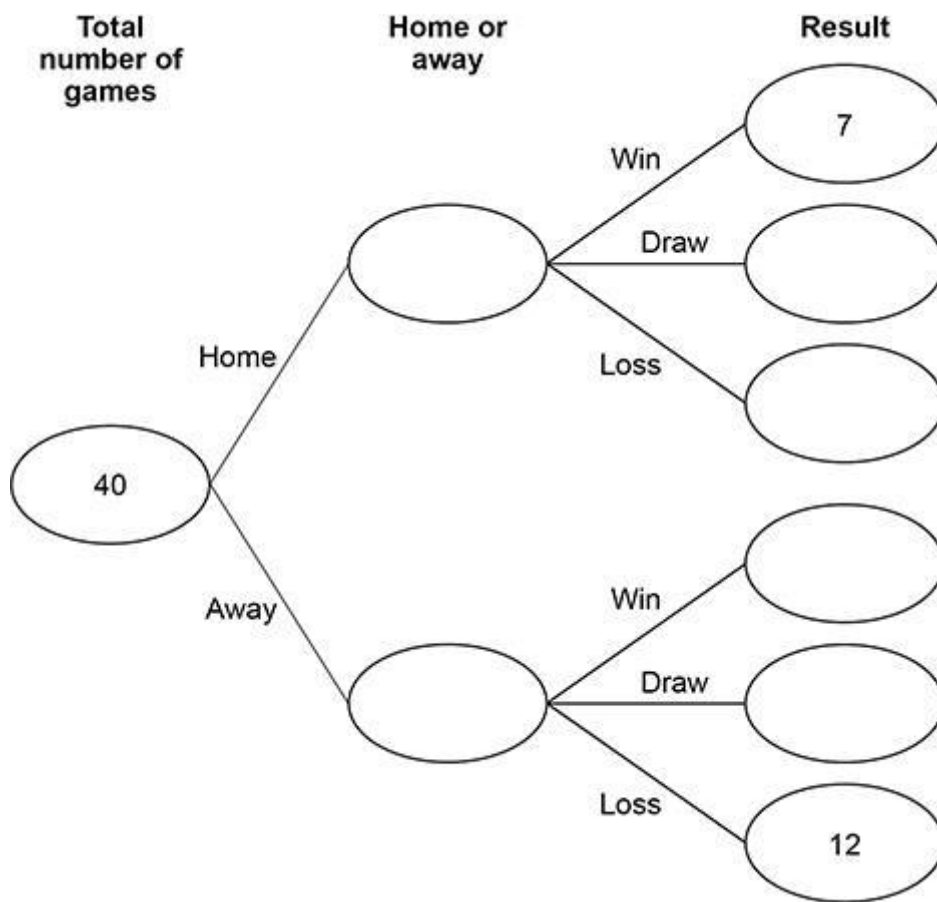 Total
number of
games
Home or
away
Result
Win
7
Draw
Loss
Home
40
Away
Win
Draw
Loss
12